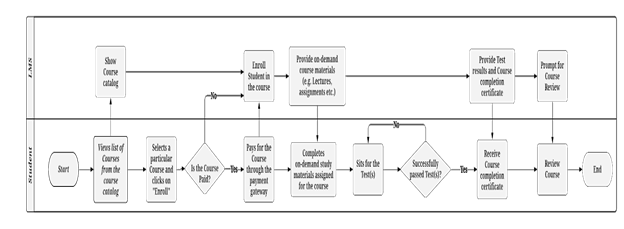 LMS
Show
Course
catalog
Enroll
Student in
the course
Provide on-demand
course materials
(e.g. Lectures,
assignments etc.)
Provide Test
results and Course
completion
certificate
Prompt for
Course
Review
Student
Start
Views list of
Courses
from the
course
catalog
Selects a
particular
Course and
clicks on
"Enroll"
Is the Course
Paid?
No
Yes
Pays for the
Course
through the
payment
gateway
Completes
on-demand study
materials assigned
for the course
Sits for the
Test(s)
No
Successfully
passed Test(s)?
Yes
Receive
Course
completion
certificate
Review
Course
End